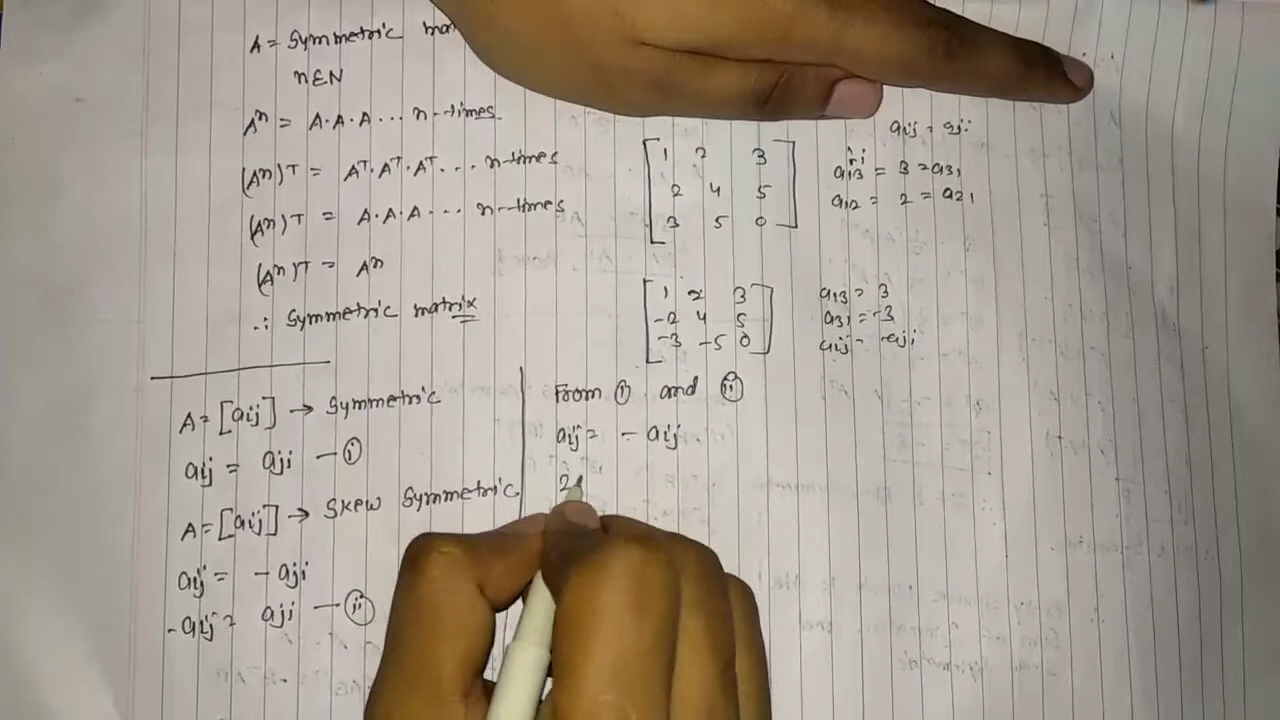 A = Symmetric
n∈N
Aⁿ = A·A·A... n-times
(Aⁿ)ᵀ = Aᵀ·Aᵀ·Aᵀ... n-times
(Aⁿ)ᵀ = A·A·A... n-times
(Aⁿ)ᵀ = Aⁿ
∴ Symmetric matrix
aij = aji
1 2 3
2 4 5
3 5 0
a13 = 3 = a31
a12 = 2 = a21
1 2 3
-2 4 5
-3 -5 0
a13 = 3
a31 = -3
aij = -aji
A = [aij] → Symmetric
aij = aji — (i)
A = [aij] → Skew Symmetric
aij = -aji
-aij = aji — (ii)
From (i) and (ii)
aij = - aij
2